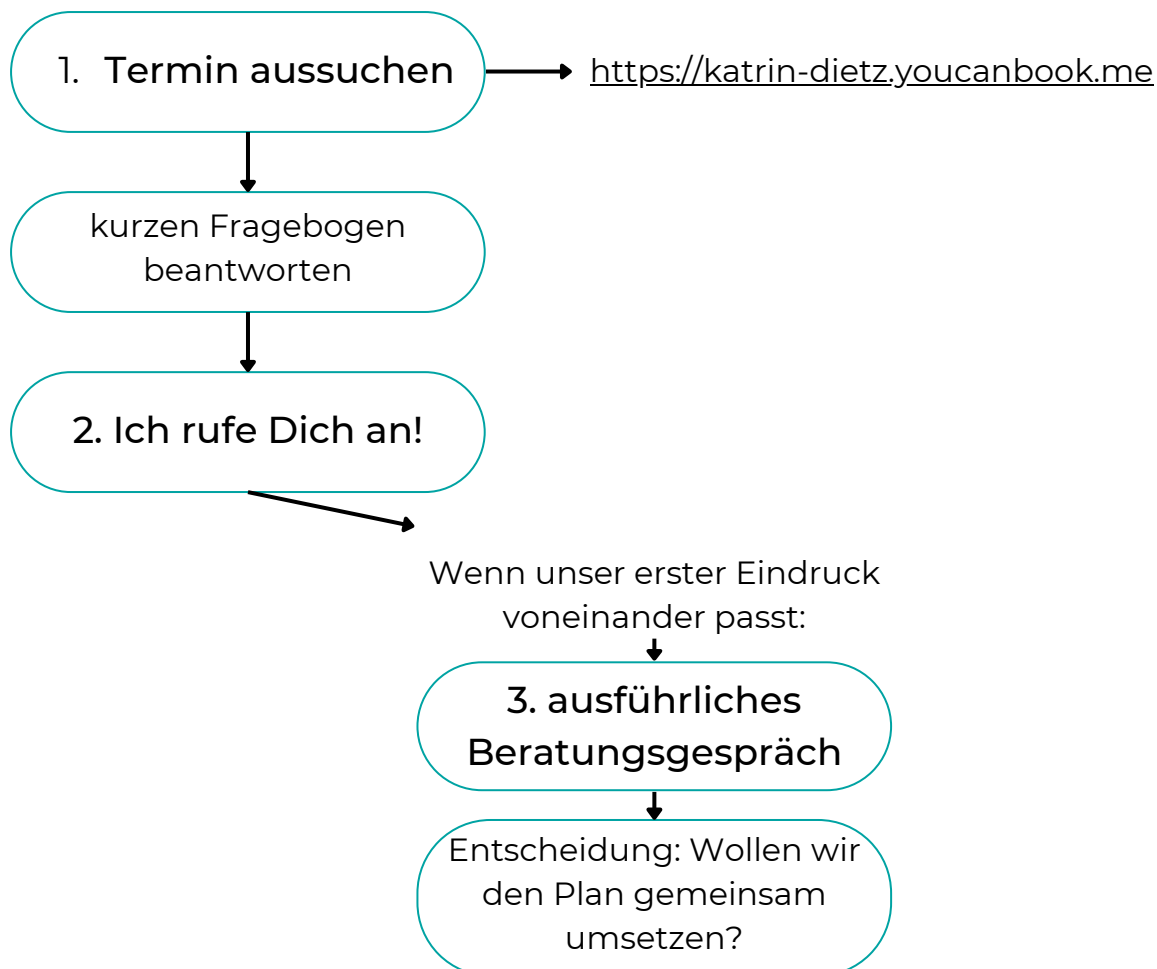 1. Termin aussuchen
https://katrin-dietz.youcanbook.me
kurzen Fragebogen
beantworten
2. Ich rufe Dich an!
Wenn unser erster Eindruck
voneinander passt:
3. ausführliches
Beratungsgespräch
Entscheidung: Wollen wir
den Plan gemeinsam
umsetzen?